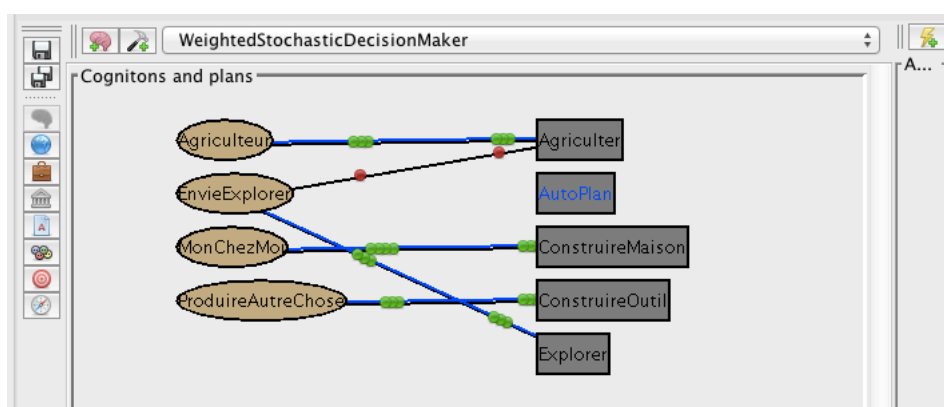 WeightedStochasticDecisionMaker
Cognitons and plans
A...
Agriculteur
Agriculter
EnvieExplorer
AutoPlan
MonChezMoi
ConstruireMaison
ProduireAutreChose
ConstruireOutil
Explorer